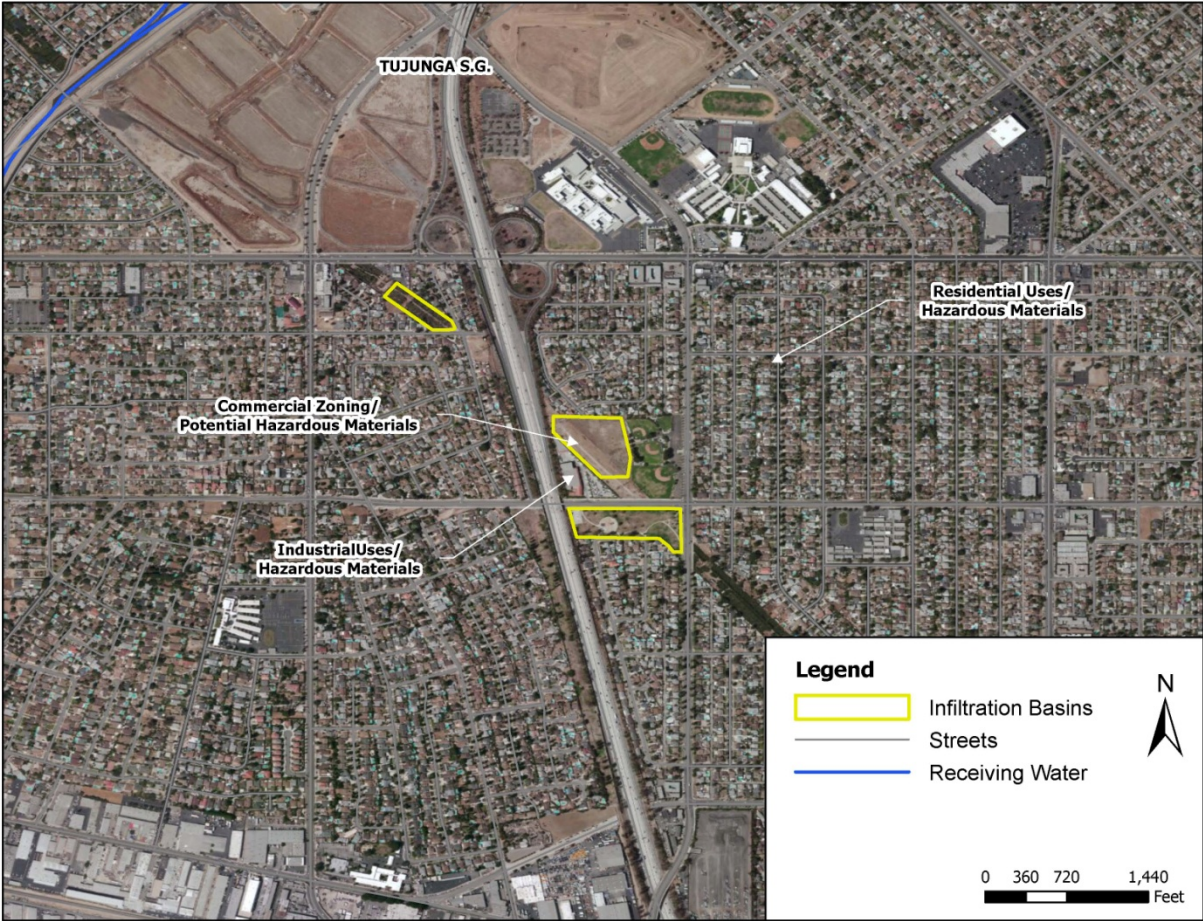 TUJUNGA S.G.
Residential Uses/
Hazardous Materials
Commercial Zoning/
Potential Hazardous Materials
IndustrialUses/
Hazardous Materials
Legend
Infiltration Basins
Streets
Receiving Water
N
0 360 720 1,440
Feet